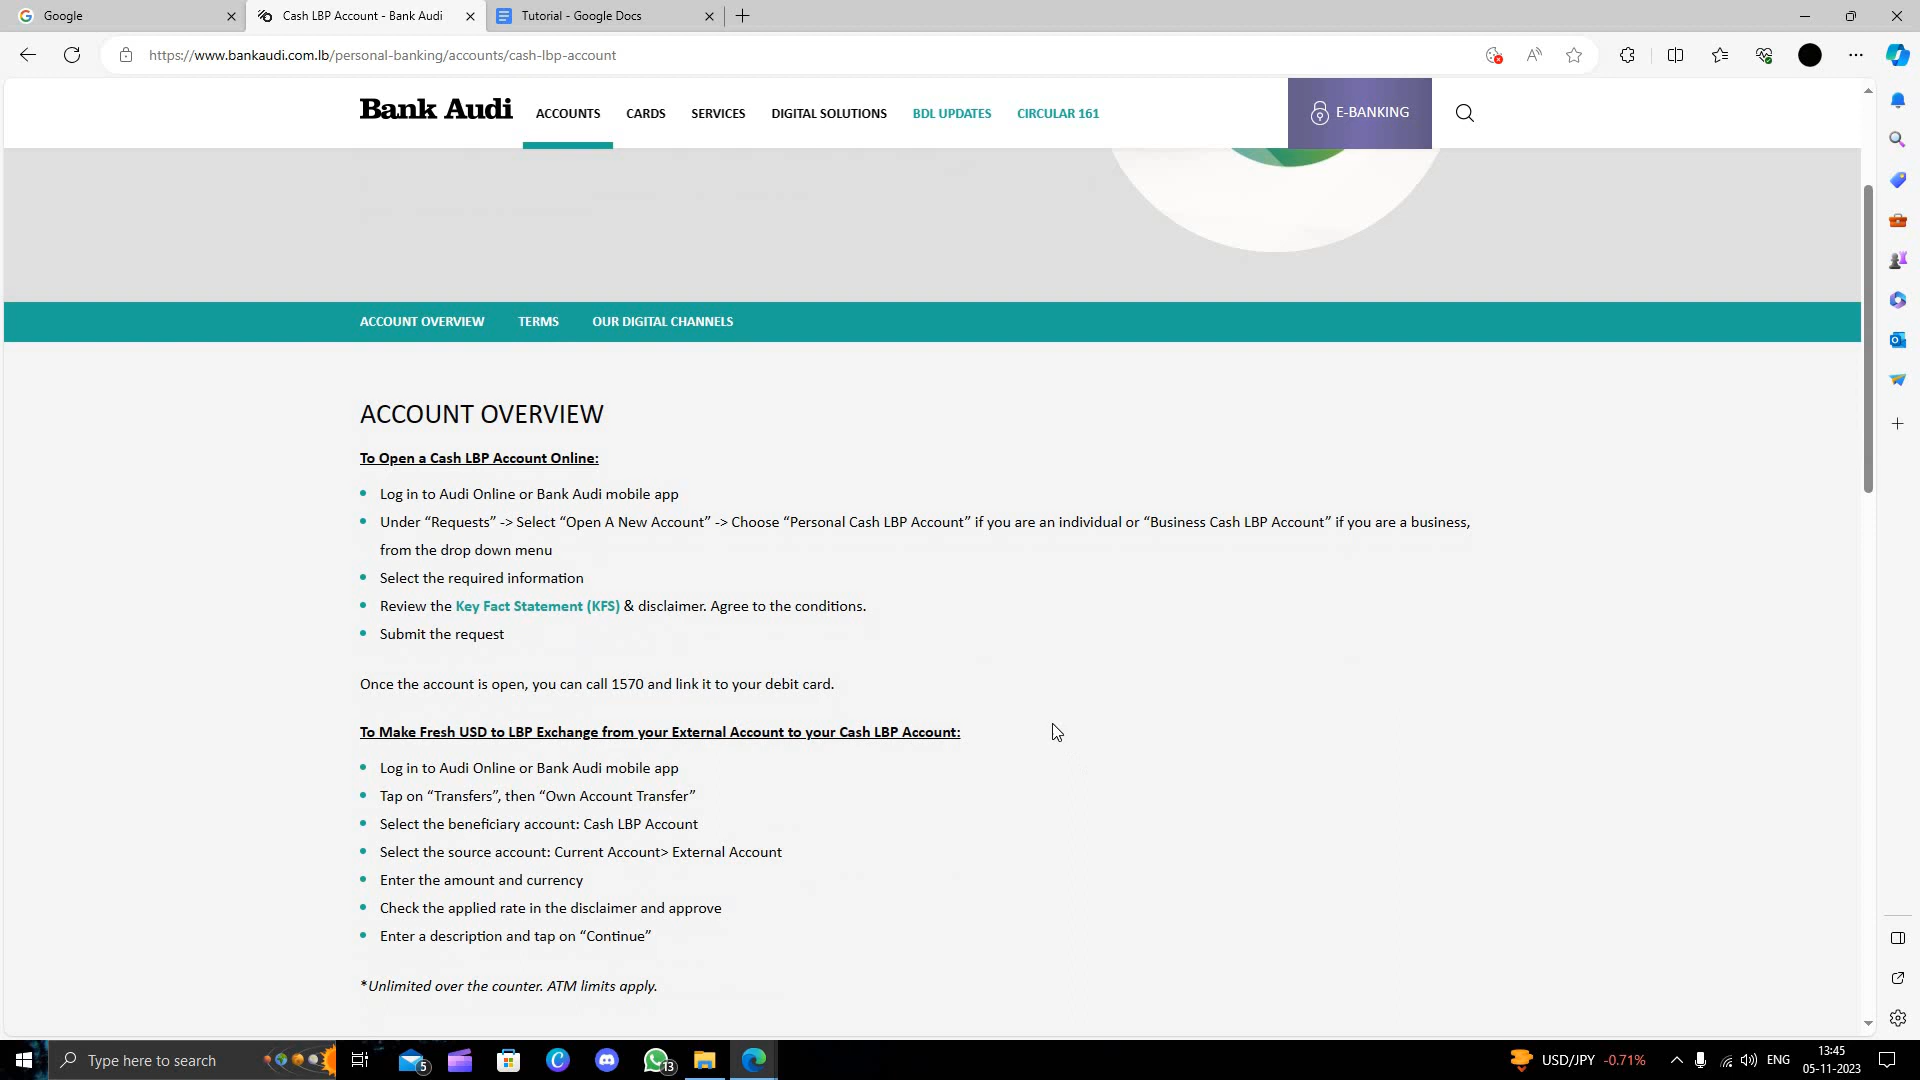 Google
Cash LBP Account - Bank Audi
Tutorial - Google Docs
https://www.bankaudi.com.lb/personal-banking/accounts/cash-lbp-account
Bank Audi
ACCOUNTS
CARDS
SERVICES
DIGITAL SOLUTIONS
BDL UPDATES
CIRCULAR 161
E-BANKING
ACCOUNT OVERVIEW
TERMS
OUR DIGITAL CHANNELS
ACCOUNT OVERVIEW
To Open a Cash LBP Account Online:
Log in to Audi Online or Bank Audi mobile app
Under “Requests” -> Select “Open A New Account” -> Choose “Personal Cash LBP Account” if you are an individual or “Business Cash LBP Account” if you are a business,
from the drop down menu
Select the required information
Review the Key Fact Statement (KFS) & disclaimer. Agree to the conditions.
Submit the request
Once the account is open, you can call 1570 and link it to your debit card.
To Make Fresh USD to LBP Exchange from your External Account to your Cash LBP Account:
Log in to Audi Online or Bank Audi mobile app
Tap on “Transfers”, then “Own Account Transfer”
Select the beneficiary account: Cash LBP Account
Select the source account: Current Account> External Account
Enter the amount and currency
Check the applied rate in the disclaimer and approve
Enter a description and tap on “Continue”
*Unlimited over the counter. ATM limits apply.
Type here to search
5
13
USD/JPY -0.71%
ENG
13:45
05-11-2023